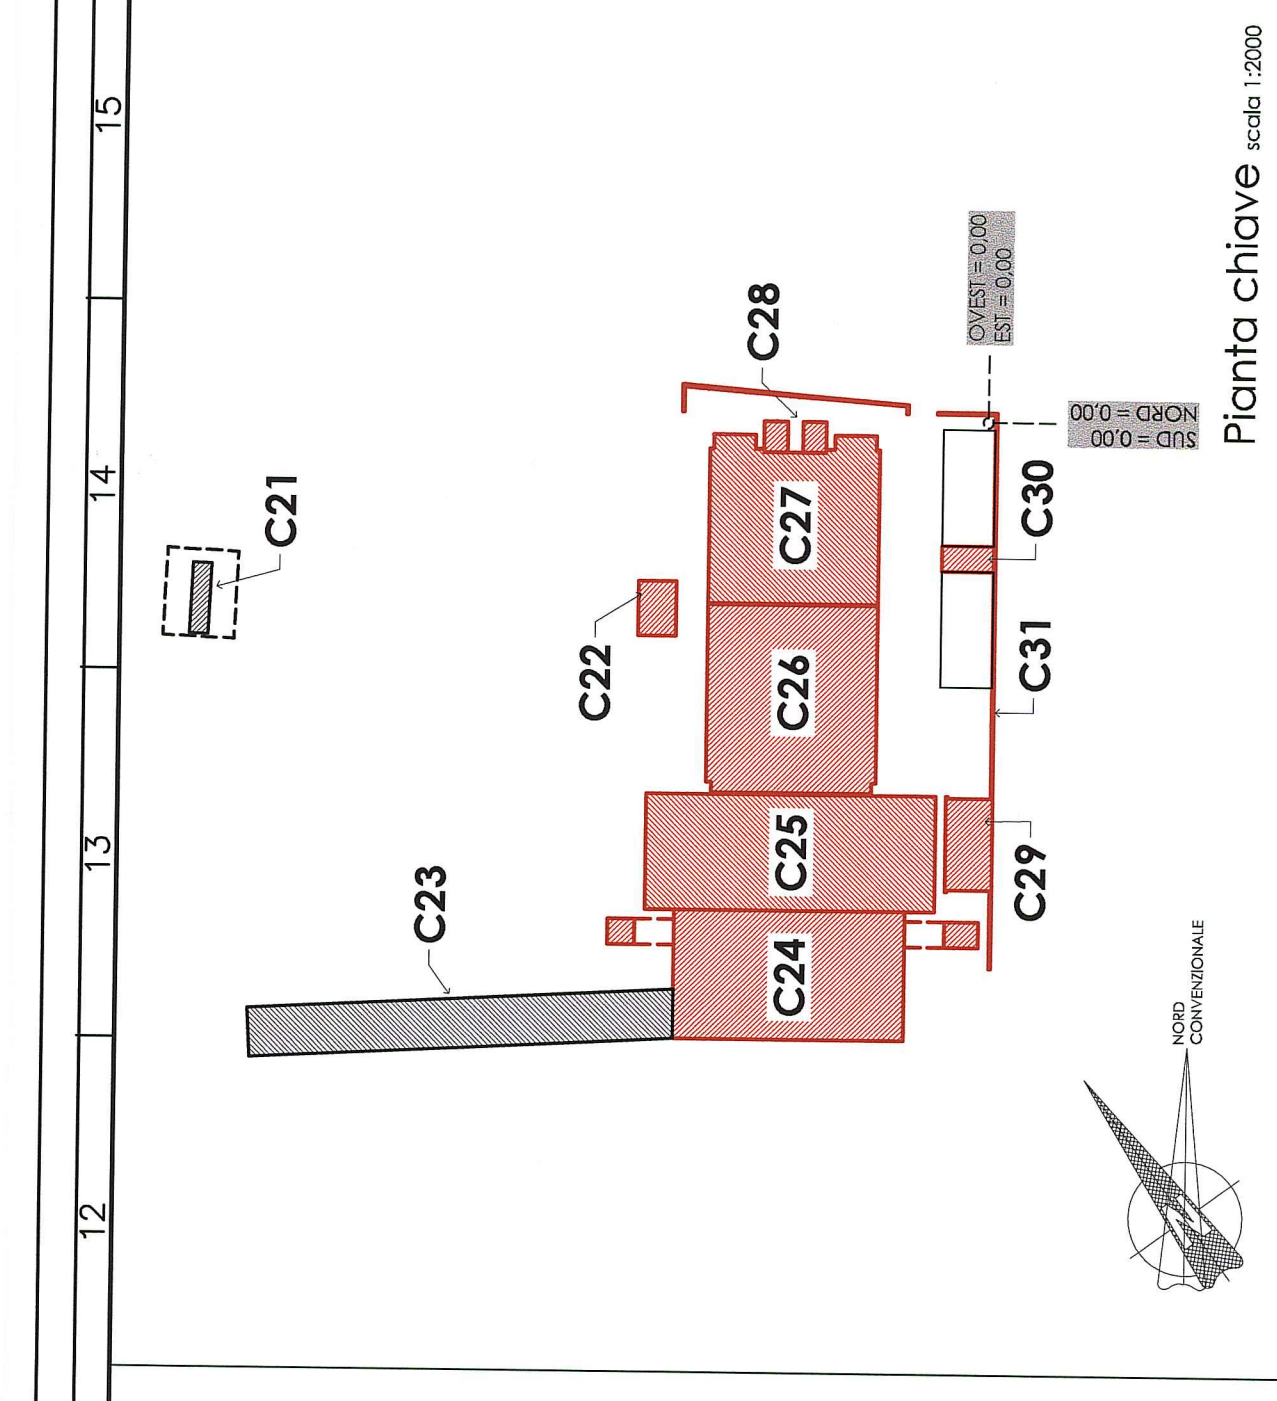 12
13
14
15
C21
C22
C23
C24
C25
C26
C27
C28
C29
C30
C31
OVEST = 0,00
EST = 0,00
SUD = 0,00
NORD = 0,00
NORD
CONVENZIONALE
N
Pianta chiave scala 1:2000